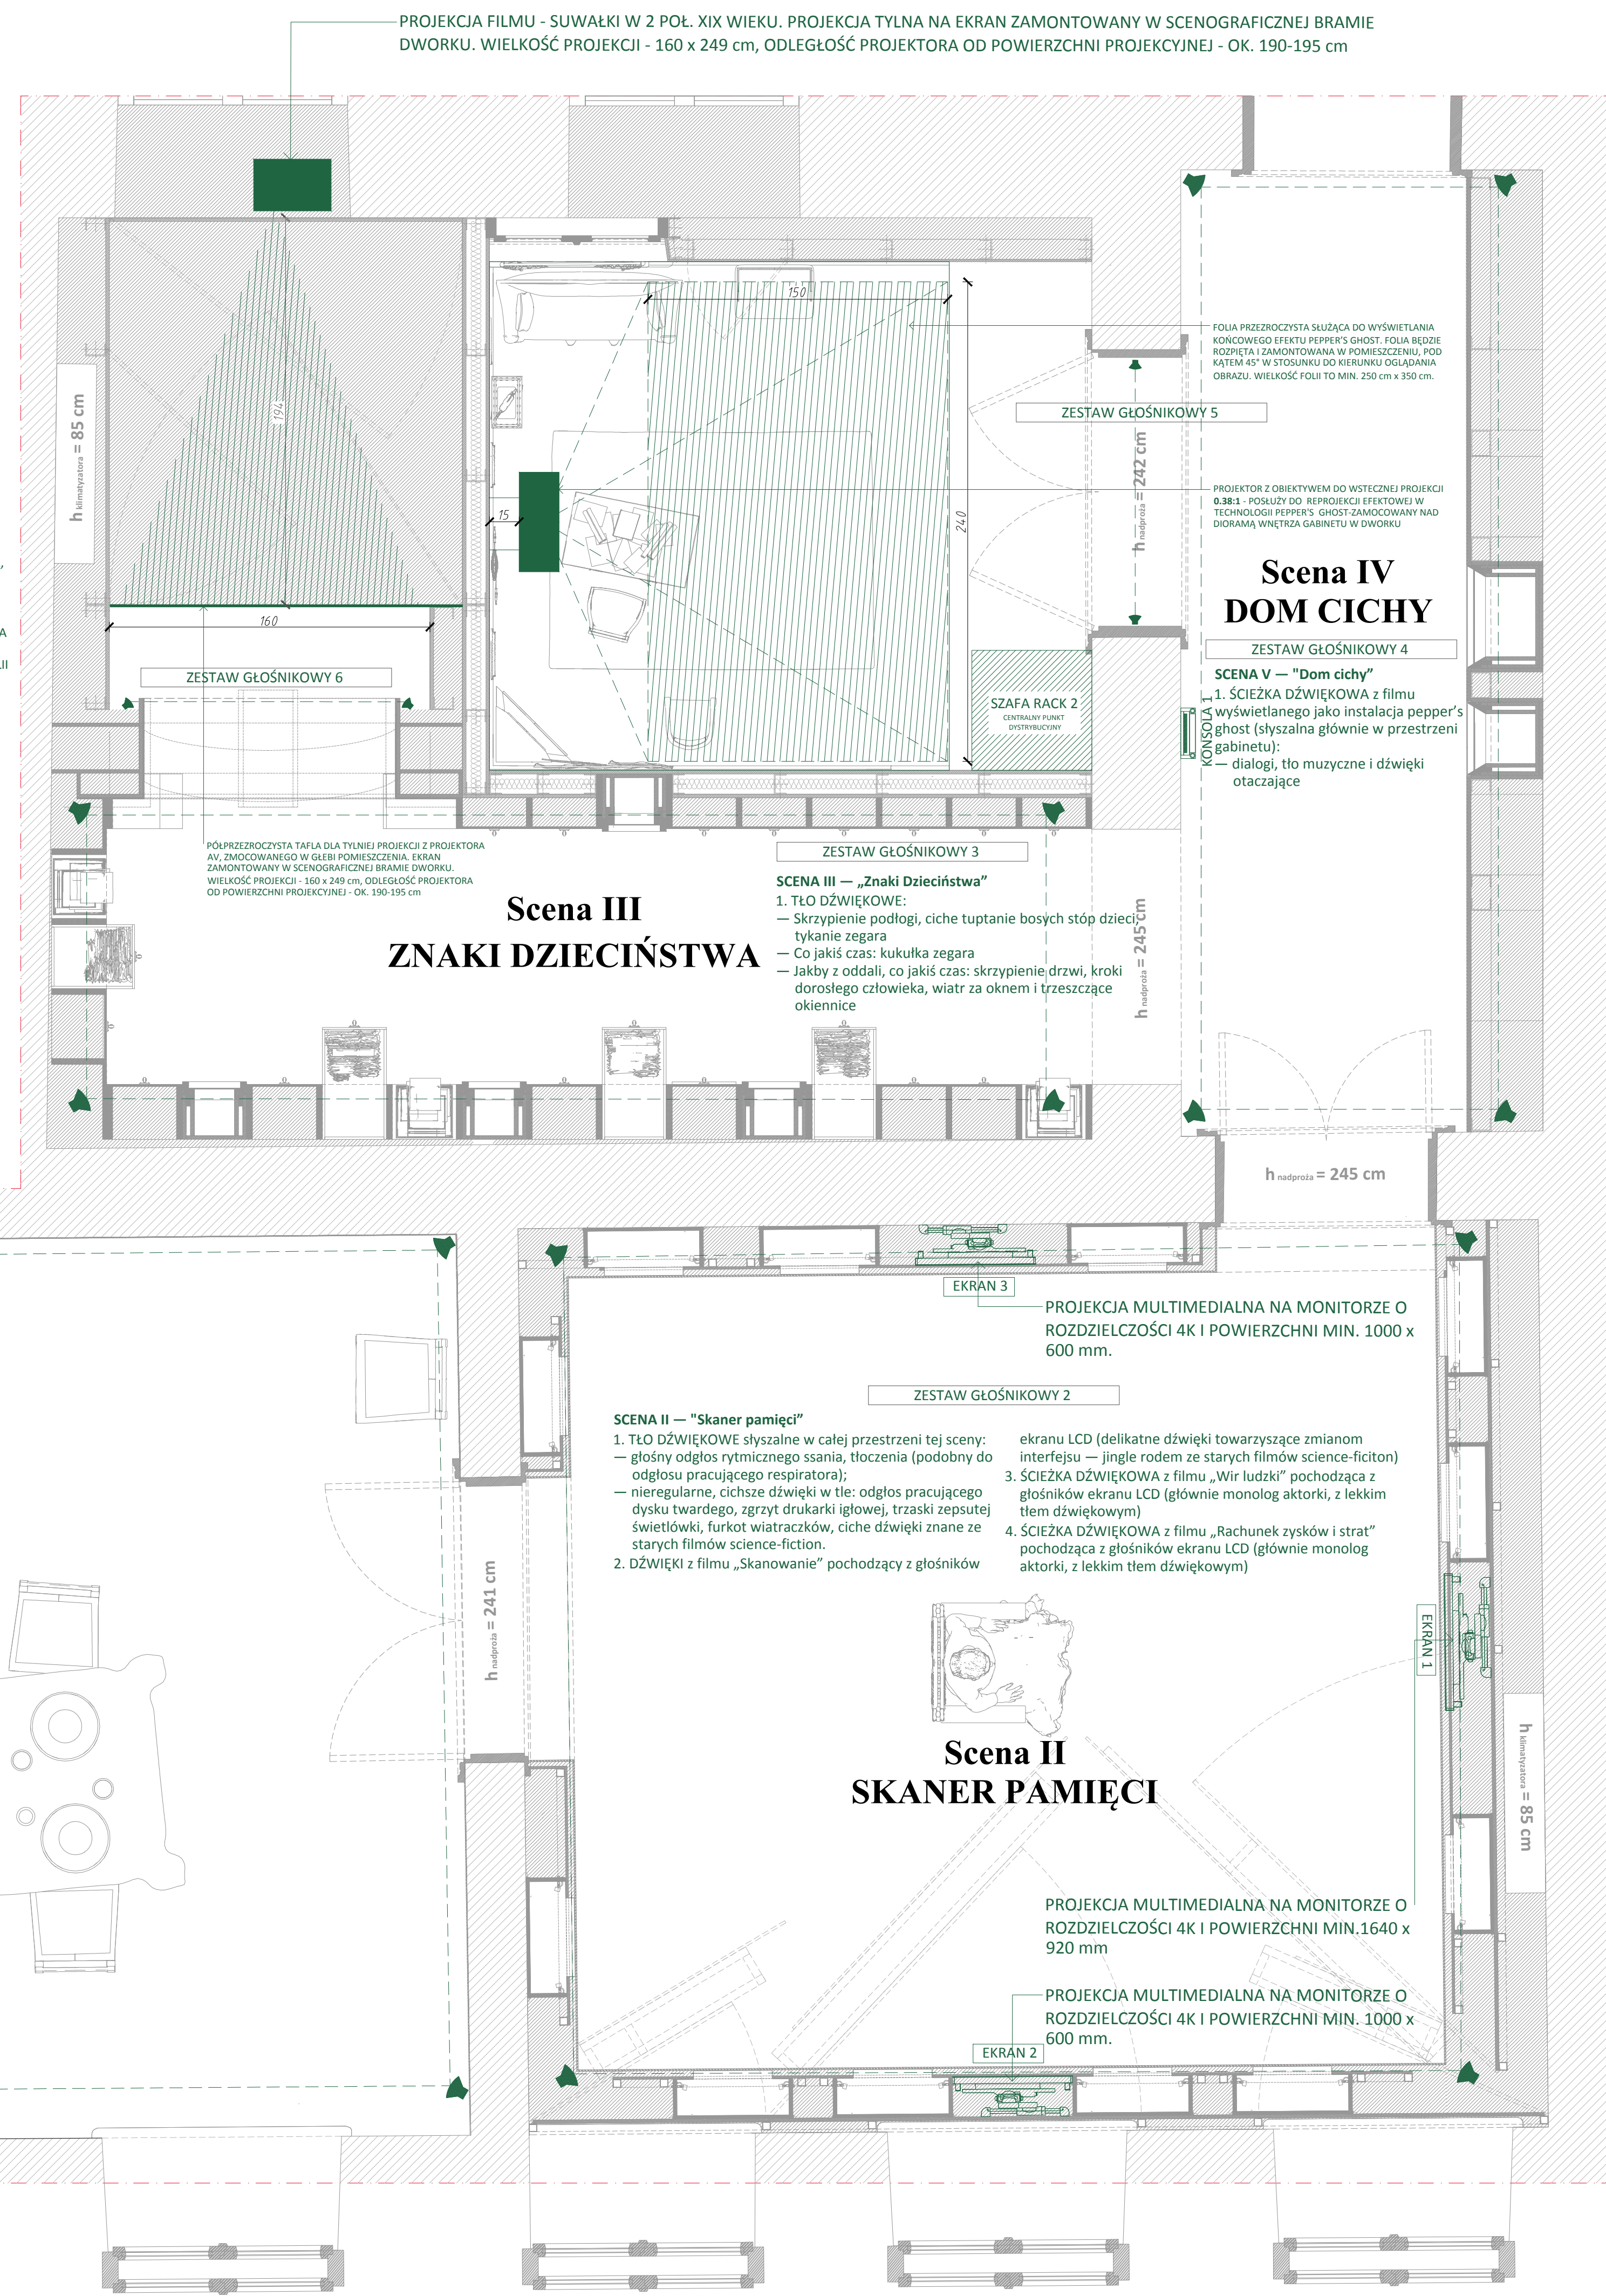 PROJEKCJA FILMU - SUWAŁKI W 2 POŁ. XIX WIEKU. PROJEKCJA TYLNA NA EKRAN ZAMONTOWANY W SCENOGRAFICZNEJ BRAMIE
DWORKU. WIELKOŚĆ PROJEKCJI - 160 x 249 cm, ODLEGŁOŚĆ PROJEKTORA OD POWIERZCHNI PROJEKCYJNEJ - OK. 190-195 cm
150
FOLIA PRZEZROCZYSTA SŁUŻĄCA DO WYŚWIETLANIA
KOŃCOWEGO EFEKTU PEPPER'S GHOST. FOLIA BĘDZIE
ROZPIĘTA I ZAMONTOWANA W POMIESZCZENIU, POD
KĄTEM 45° W STOSUNKU DO KIERUNKU OGLĄDANIA
OBRAZU. WIELKOŚĆ FOLII TO MIN. 250 cm x 350 cm.
h klimatyzatora = 85 cm
194
ZESTAW GŁOŚNIKOWY 5
h nadproża = 242 cm
15
240
PROJEKTOR Z OBIEKTYWEM DO WSTECZNEJ PROJEKCJI
0.38:1 - POSŁUŻY DO REPROJEKCJI EFEKTOWEJ W
TECHNOLOGII PEPPER'S GHOST-ZAMOCOWANY NAD
DIORAMĄ WNĘTRZA GABINETU W DWORKU
Scena IV
DOM CICHY
160
A
LII
ZESTAW GŁOŚNIKOWY 6
ZESTAW GŁOŚNIKOWY 4
SZAFA RACK 2
CENTRALNY PUNKT
DYSTRYBUCYJNY
KONSOLA 1
SCENA V — "Dom cichy”
1. ŚCIEŻKA DŹWIĘKOWA z filmu
wyświetlanego jako instalacja pepper’s
ghost (słyszalna głównie w przestrzeni
gabinetu):
— dialogi, tło muzyczne i dźwięki
otaczające
PÓŁPRZEZROCZYSTA TAFLA DLA TYLNIEJ PROJEKCJI Z PROJEKTORA
AV, ZMOCOWANEGO W GŁEBI POMIESZCZENIA. EKRAN
ZAMONTOWANY W SCENOGRAFICZNEJ BRAMIE DWORKU.
WIELKOŚĆ PROJEKCJI - 160 x 249 cm, ODLEGŁOŚĆ PROJEKTORA
OD POWIERZCHNI PROJEKCYJNEJ - OK. 190-195 cm
Scena III
ZNAKI DZIECIŃSTWA
ZESTAW GŁOŚNIKOWY 3
SCENA III — „Znaki Dzieciństwa”
1. TŁO DŹWIĘKOWE:
— Skrzypienie podłogi, ciche tuptanie bosych stóp dzieci,
tykanie zegara
— Co jakiś czas: kukułka zegara
— Jakby z oddali, co jakiś czas: skrzypienie drzwi, kroki
dorosłego człowieka, wiatr za oknem i trzeszczące
okiennice
h nadproża = 245 cm
h nadproża = 245 cm
EKRAN 3
PROJEKCJA MULTIMEDIALNA NA MONITORZE O
ROZDZIELCZOŚCI 4K I POWIERZCHNI MIN. 1000 x
600 mm.
ZESTAW GŁOŚNIKOWY 2
SCENA II — "Skaner pamięci”
1. TŁO DŹWIĘKOWE słyszalne w całej przestrzeni tej sceny:
— głośny odgłos rytmicznego ssania, tłoczenia (podobny do
odgłosu pracującego respiratora);
— nieregularne, cichsze dźwięki w tle: odgłos pracującego
dysku twardego, zgrzyt drukarki igłowej, trzaski zepsutej
świetlówki, furkot wiatraczków, ciche dźwięki znane ze
starych filmów science-fiction.
2. DŹWIĘKI z filmu „Skanowanie” pochodzący z głośników
ekranu LCD (delikatne dźwięki towarzyszące zmianom
interfejsu — jingle rodem ze starych filmów science-ficiton)
3. ŚCIEŻKA DŹWIĘKOWA z filmu „Wir ludzki” pochodząca z
głośników ekranu LCD (głównie monolog aktorki, z lekkim
tłem dźwiękowym)
4. ŚCIEŻKA DŹWIĘKOWA z filmu „Rachunek zysków i strat”
pochodząca z głośników ekranu LCD (głównie monolog
aktorki, z lekkim tłem dźwiękowym)
h nadproża = 241 cm
EKRAN 1
Scena II
SKANER PAMIĘCI
h klimatyzatora = 85 cm
PROJEKCJA MULTIMEDIALNA NA MONITORZE O
ROZDZIELCZOŚCI 4K I POWIERZCHNI MIN.1640 x
920 mm
PROJEKCJA MULTIMEDIALNA NA MONITORZE O
ROZDZIELCZOŚCI 4K I POWIERZCHNI MIN. 1000 x
600 mm.
EKRAN 2